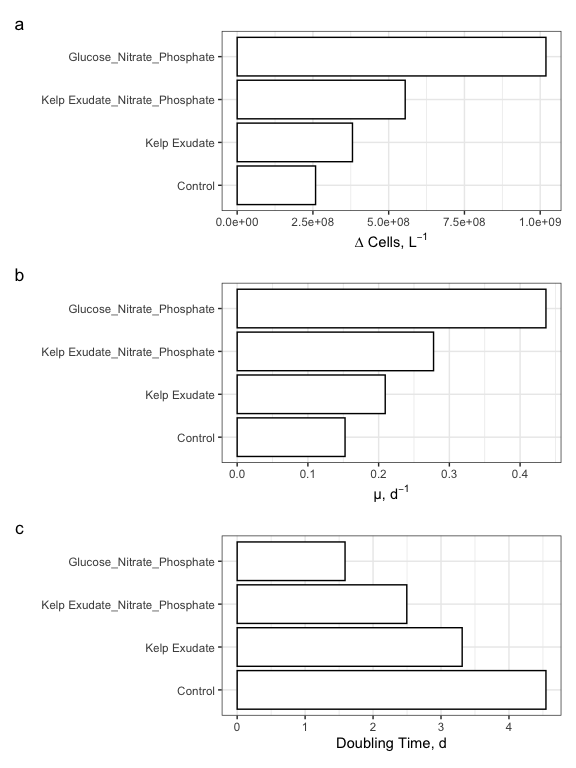 a
Glucose_Nitrate_Phosphate
Kelp Exudate_Nitrate_Phosphate
Kelp Exudate
Control
0.0e+00 2.5e+08 5.0e+08 7.5e+08 1.0e+09
Δ Cells, L⁻¹
b
Glucose_Nitrate_Phosphate
Kelp Exudate_Nitrate_Phosphate
Kelp Exudate
Control
0.0 0.1 0.2 0.3 0.4
μ, d⁻¹
c
Glucose_Nitrate_Phosphate
Kelp Exudate_Nitrate_Phosphate
Kelp Exudate
Control
0 1 2 3 4
Doubling Time, d